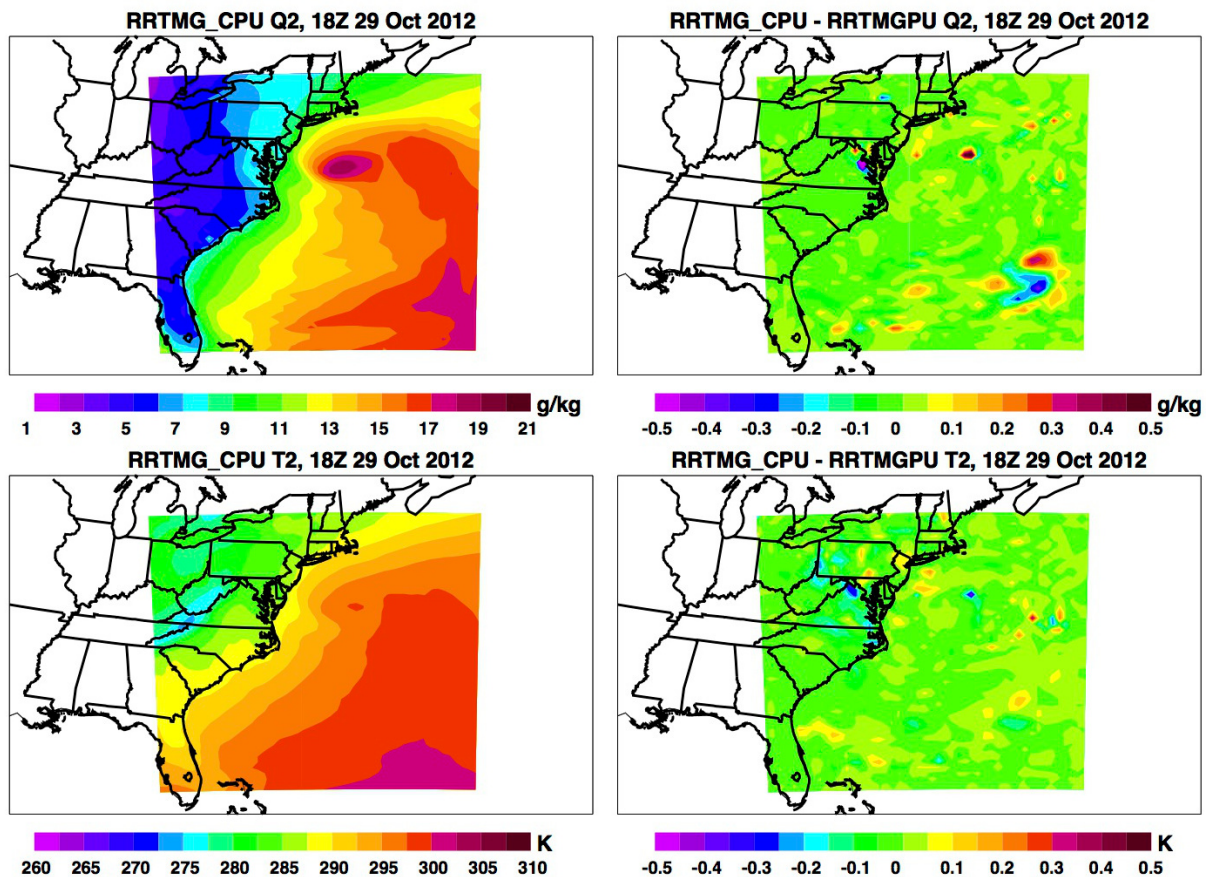 RRTMG_CPU Q2, 18Z 29 Oct 2012
RRTMG_CPU - RRTMGPU Q2, 18Z 29 Oct 2012
g/kg
1 3 5 7 9 11 13 15 17 19 21
g/kg
-0.5 -0.4 -0.3 -0.2 -0.1 0 0.1 0.2 0.3 0.4 0.5
RRTMG_CPU T2, 18Z 29 Oct 2012
RRTMG_CPU - RRTMGPU T2, 18Z 29 Oct 2012
K
260 265 270 275 280 285 290 295 300 305 310
K
-0.5 -0.4 -0.3 -0.2 -0.1 0 0.1 0.2 0.3 0.4 0.5